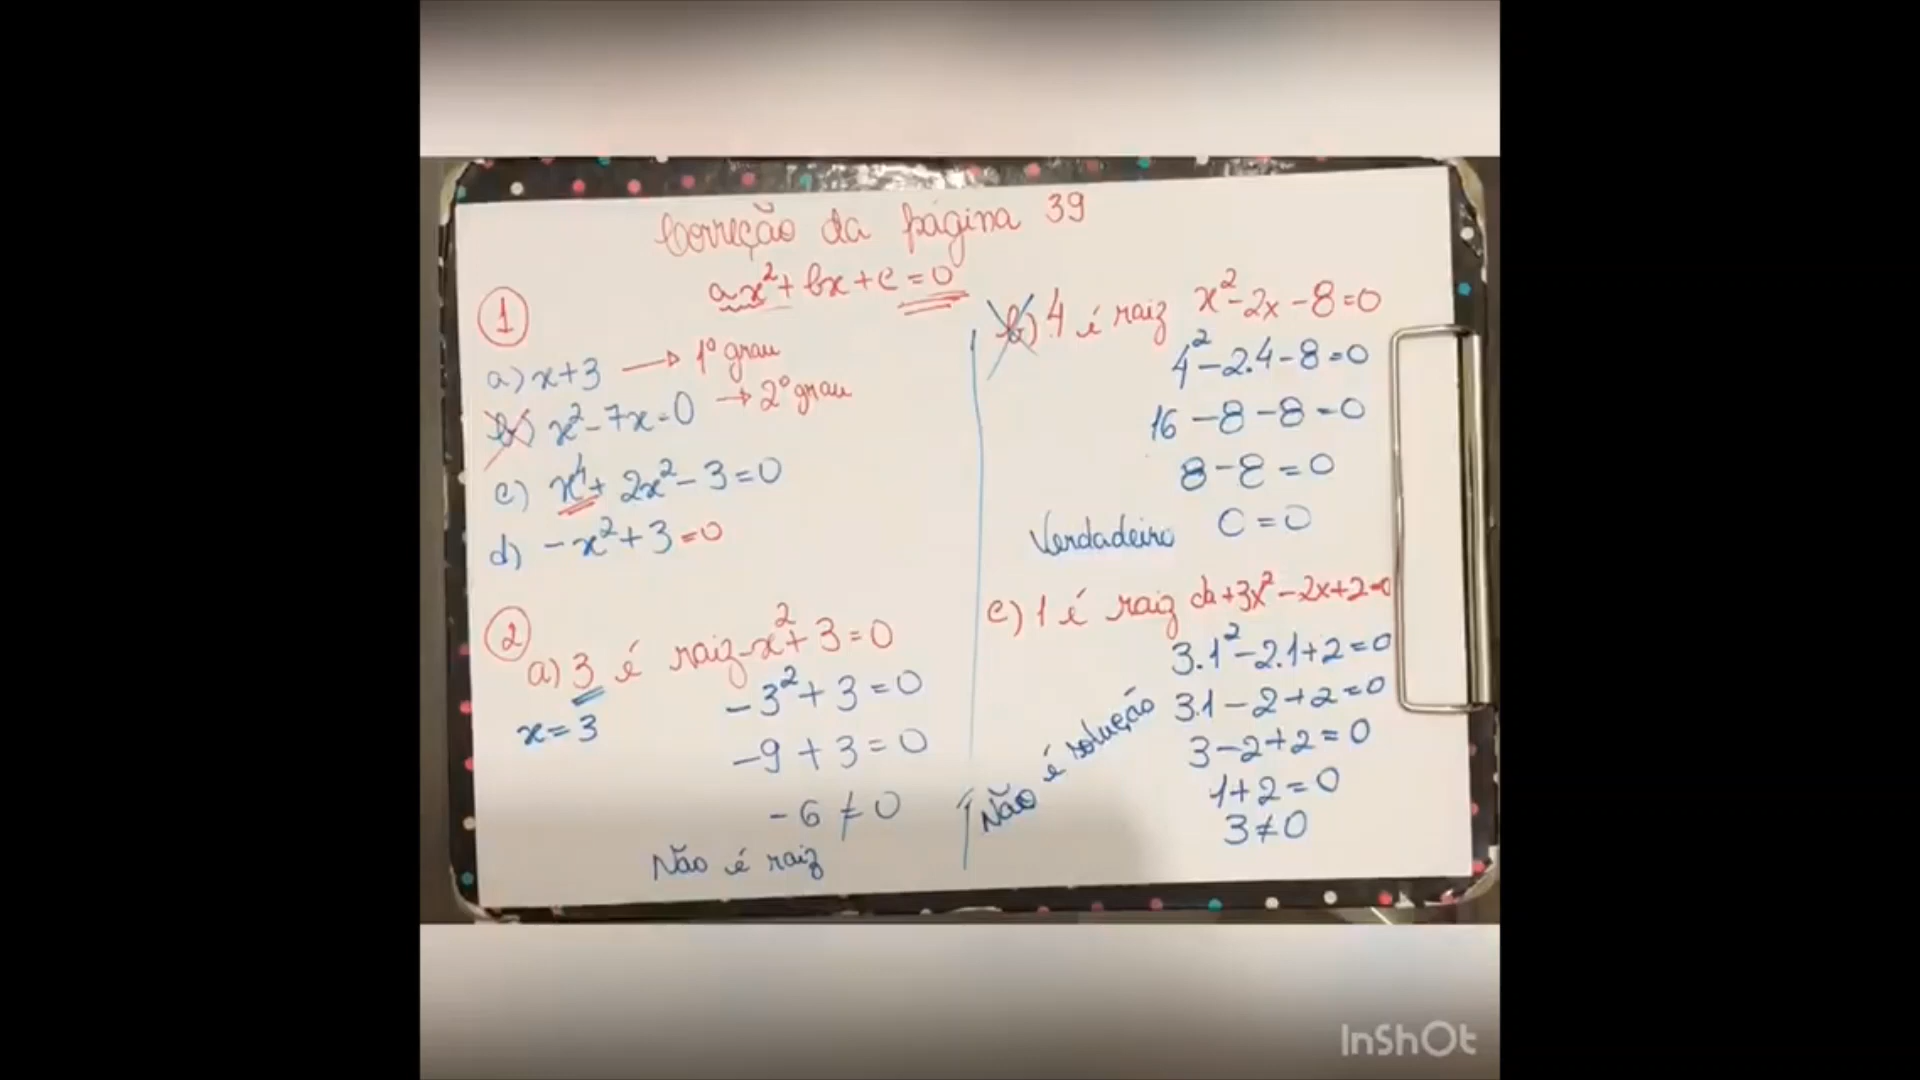 Correção da página 39
ax²+bx+c=0
1
a) x+3 → 1º grau
b) x²-7x=0 → 2º grau
c) x⁴+ 2x²-3=0
d) -x²+3=0
2
a) 3 é raiz -x²+3=0
x=3
-3²+3=0
-9+3=0
-6≠0
Não é raiz
b) 4 é raiz x²-2x-8=0
4²-2.4-8=0
16-8-8=0
8-8=0
0=0
Verdadeiro
c) 1 é raiz da +3x²-2x+2=0
3.1²-2.1+2=0
3.1-2+2=0
3-2+2=0
1+2=0
3≠0
Não é solução
InShOt